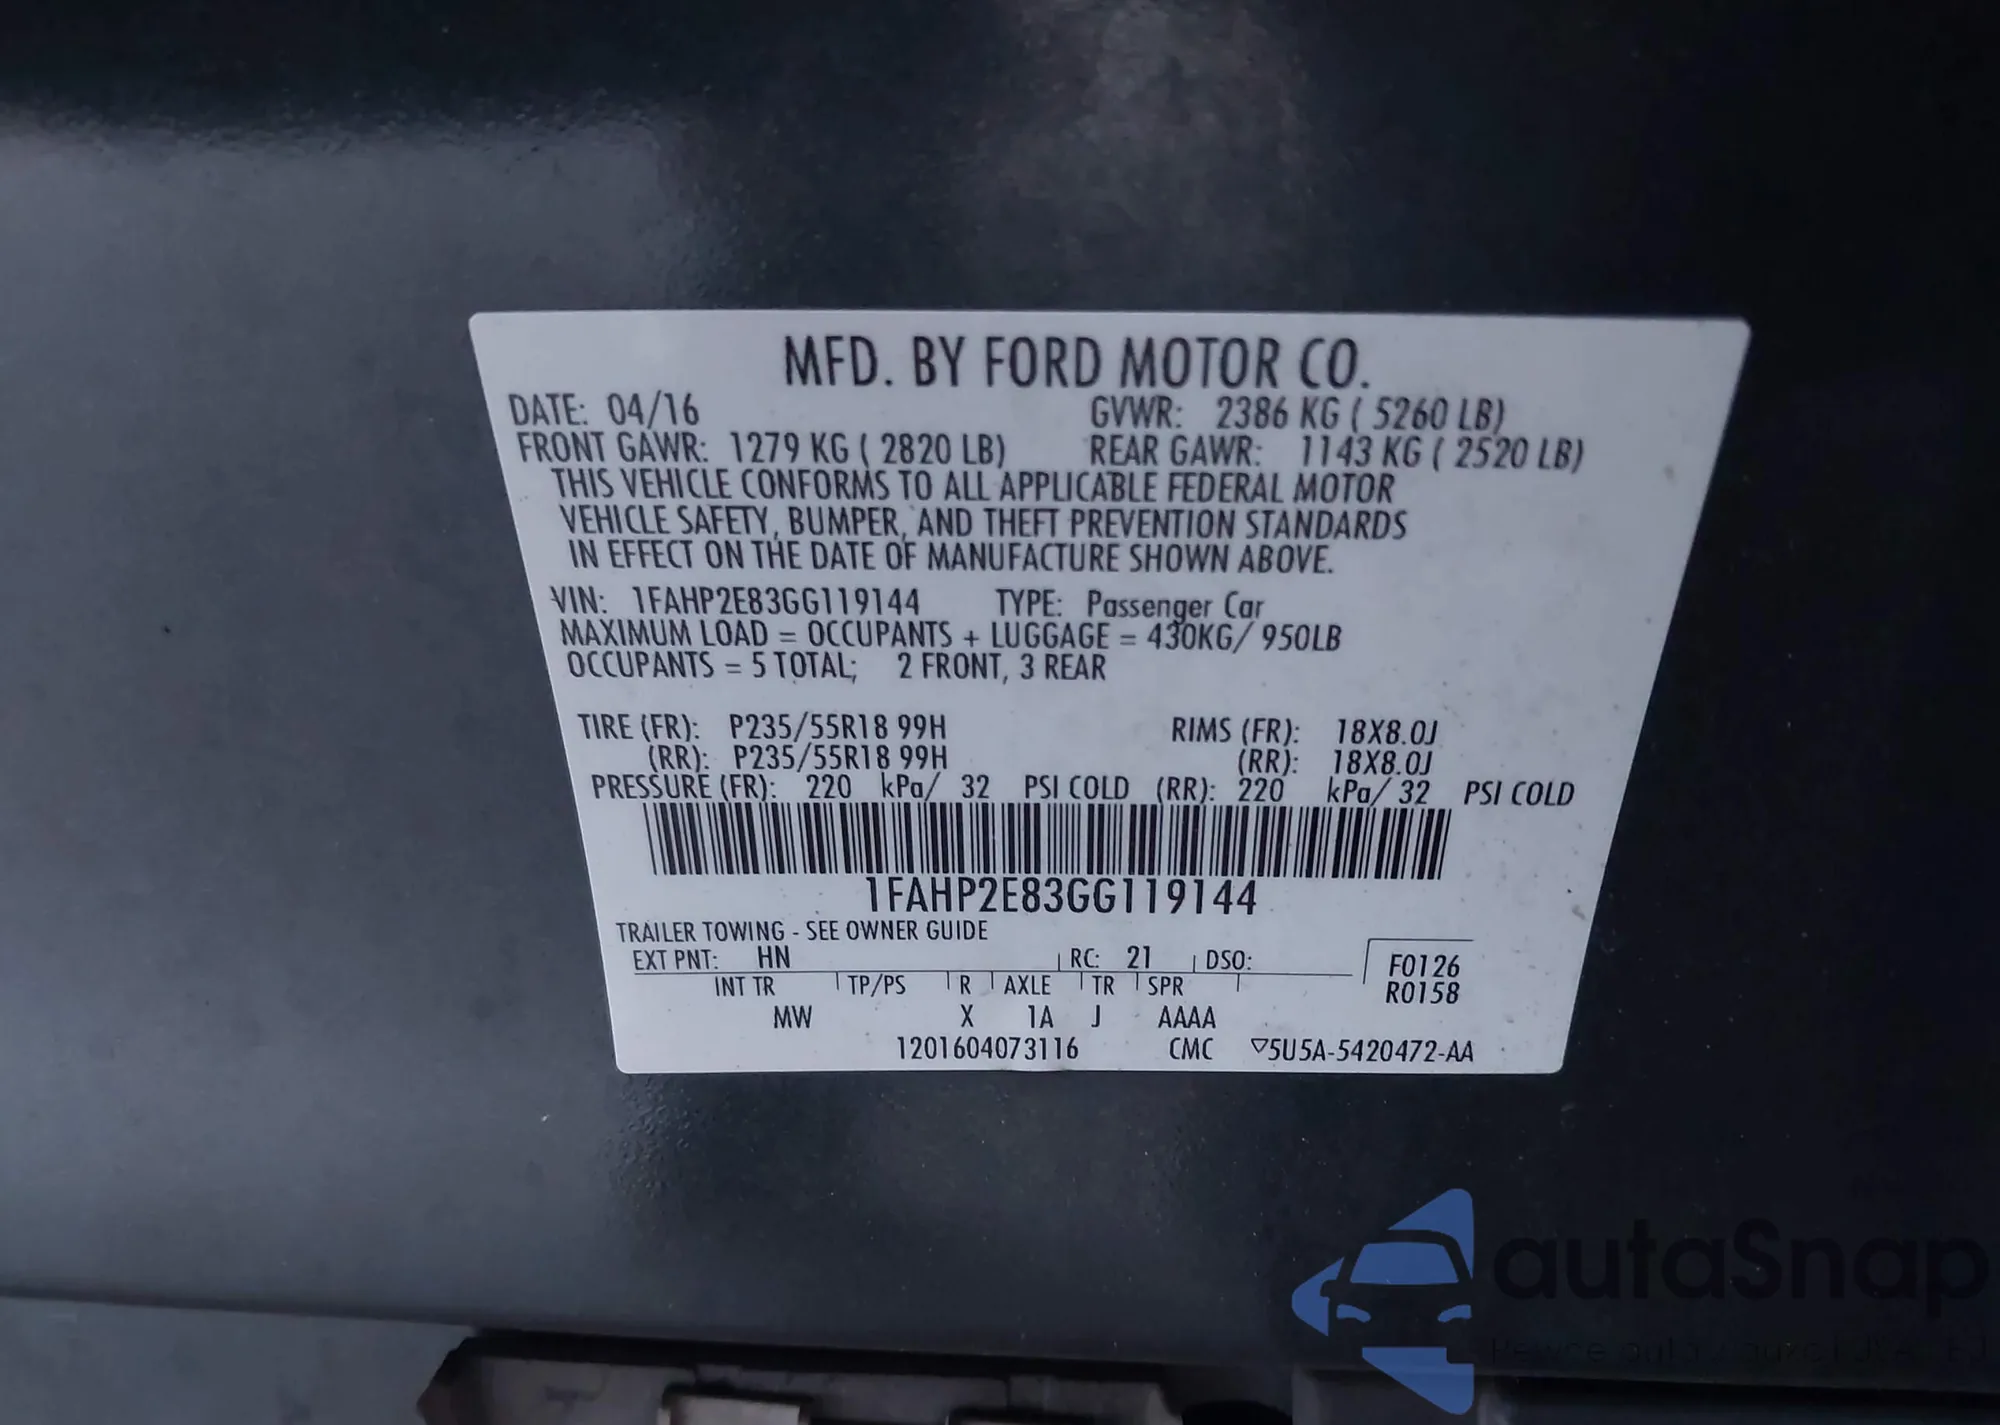 MFD. BY FORD MOTOR CO.
DATE: 04/16 GVWR: 2386 KG ( 5260 LB)
FRONT GAWR: 1279 KG ( 2820 LB) REAR GAWR: 1143 KG ( 2520 LB)
THIS VEHICLE CONFORMS TO ALL APPLICABLE FEDERAL MOTOR
VEHICLE SAFETY, BUMPER, AND THEFT PREVENTION STANDARDS
IN EFFECT ON THE DATE OF MANUFACTURE SHOWN ABOVE.
VIN: 1FAHP2E83GG119144 TYPE: Passenger Car
MAXIMUM LOAD = OCCUPANTS + LUGGAGE = 430KG/ 950LB
OCCUPANTS = 5 TOTAL; 2 FRONT, 3 REAR
TIRE (FR): P235/55R18 99H RIMS (FR): 18X8.0J
(RR): P235/55R18 99H (RR): 18X8.0J
PRESSURE (FR): 220 kPa/ 32 PSI COLD (RR): 220 kPa/ 32 PSI COLD
1FAHP2E83GG119144
TRAILER TOWING - SEE OWNER GUIDE
EXT PNT: HN RC: 21 DSO: F0126
INT TR TP/PS R AXLE TR SPR R0158
MW X 1A J AAAA
1201604073116 CMC ▽5U5A-5420472-AA
autaSnap